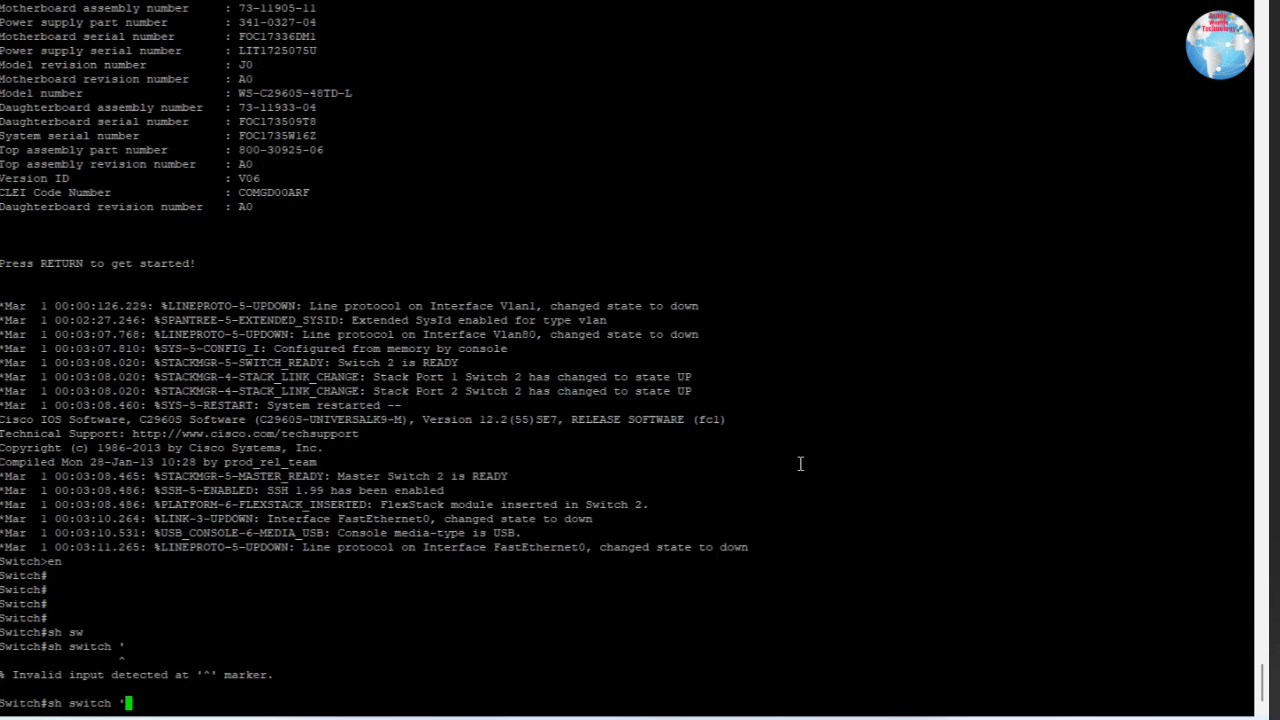 Motherboard assembly number     : 73-11905-11
Power supply part number        : 341-0327-04
Motherboard serial number       : FOC17336DM1
Power supply serial number      : LIT1725075U
Model revision number           : J0
Motherboard revision number     : A0
Model number                    : WS-C2960S-48TD-L
Daughterboard assembly number   : 73-11933-04
Daughterboard serial number     : FOC173509T8
System serial number            : FOC1735W16Z
Top assembly part number        : 800-30925-06
Top assembly revision number    : A0
Version ID                      : V06
CLEI Code Number                : COMGD00ARF
Daughterboard revision number   : A0
Press RETURN to get started!
*Mar  1 00:00:126.229: %LINEPROTO-5-UPDOWN: Line protocol on Interface Vlan1, changed state to down
*Mar  1 00:02:27.246: %SPANTREE-5-EXTENDED_SYSID: Extended SysId enabled for type vlan
*Mar  1 00:03:07.768: %LINEPROTO-5-UPDOWN: Line protocol on Interface Vlan80, changed state to down
*Mar  1 00:03:07.810: %SYS-5-CONFIG_I: Configured from memory by console
*Mar  1 00:03:08.020: %STACKMGR-5-SWITCH_READY: Switch 2 is READY
*Mar  1 00:03:08.020: %STACKMGR-4-STACK_LINK_CHANGE: Stack Port 1 Switch 2 has changed to state UP
*Mar  1 00:03:08.020: %STACKMGR-4-STACK_LINK_CHANGE: Stack Port 2 Switch 2 has changed to state UP
*Mar  1 00:03:08.460: %SYS-5-RESTART: System restarted --
Cisco IOS Software, C2960S Software (C2960S-UNIVERSALK9-M), Version 12.2(55)SE7, RELEASE SOFTWARE (fc1)
Technical Support: http://www.cisco.com/techsupport
Copyright (c) 1986-2013 by Cisco Systems, Inc.
Compiled Mon 28-Jan-13 10:28 by prod_rel_team
*Mar  1 00:03:08.465: %STACKMGR-5-MASTER_READY: Master Switch 2 is READY
*Mar  1 00:03:08.486: %SSH-5-ENABLED: SSH 1.99 has been enabled
*Mar  1 00:03:08.486: %PLATFORM-6-FLEXSTACK_INSERTED: FlexStack module inserted in Switch 2.
*Mar  1 00:03:10.264: %LINK-3-UPDOWN: Interface FastEthernet0, changed state to down
*Mar  1 00:03:10.531: %USB_CONSOLE-6-MEDIA_USB: Console media-type is USB.
*Mar  1 00:03:11.265: %LINEPROTO-5-UPDOWN: Line protocol on Interface FastEthernet0, changed state to down
Switch>en
Switch#
Switch#
Switch#
Switch#
Switch#sh sw
Switch#sh switch '
^
% Invalid input detected at '^' marker.
Switch#sh switch '